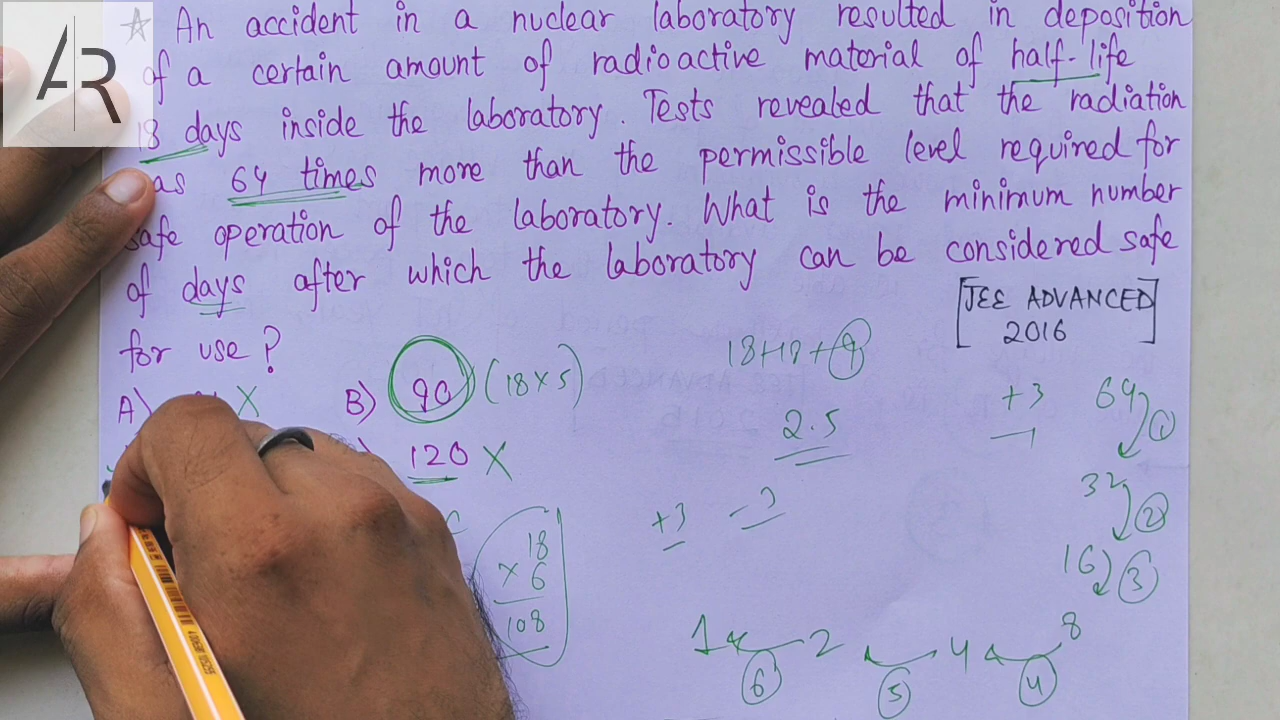 AR
☆ An accident in a nuclear laboratory resulted in deposition
of a certain amount of radioactive material of half-life
18 days inside the laboratory. Tests revealed that the radiation
as 64 times more than the permissible level required for
safe operation of the laboratory. What is the minimum number
of days after which the laboratory can be considered safe
for use?
[JEE ADVANCED 
2016]
18+18+9
A) X B) 90 (18 x 5)
+3 64 1
2.5
120 X
32 2
+3 -3
18
x 6
108
16 3
1 2 4 8
6 5 4